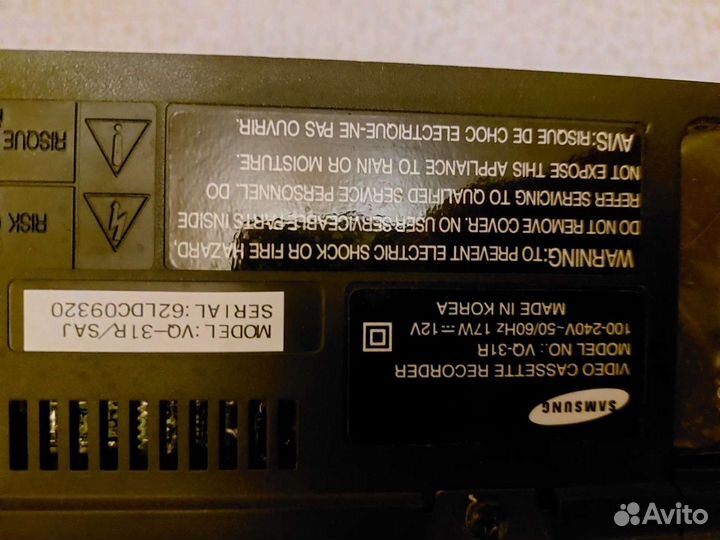 SAMSUNG
VIDEO CASSETTE RECORDER
MODEL NO.: VQ-31R
100-240V~50/60Hz 17W 12V
MADE IN KOREA
MODEL:VQ-31R/SAJ
SERIAL:62LDC09320
WARNING:TO PREVENT ELECTRIC SHOCK OR FIRE HAZARD,
DO NOT REMOVE COVER. NO USER-SERVICEABLE PARTS INSIDE
REFER SERVICING TO QUALIFIED SERVICE PERSONNEL. DO
NOT EXPOSE THIS APPLIANCE TO RAIN OR MOISTURE.
AVIS:RISQUE DE CHOC ELECTRIQUE-NE PAS OUVRIR.
RISK
RISQUE
Avito